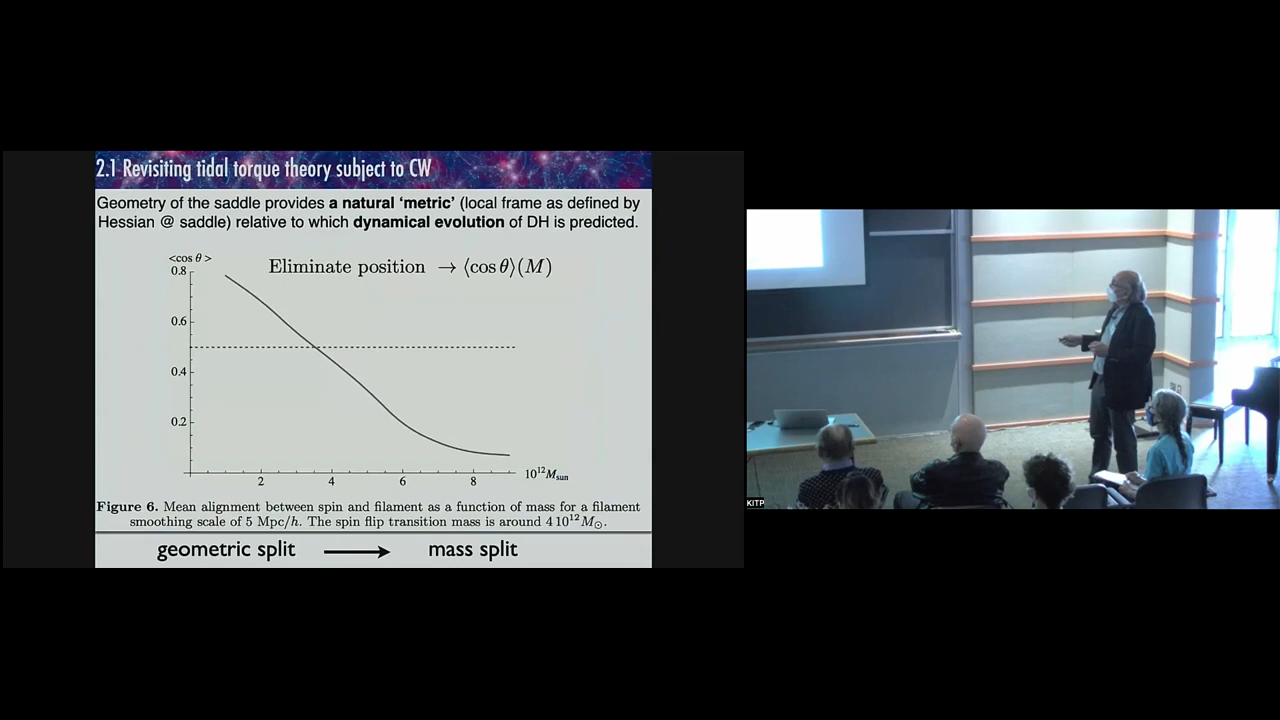 2.1 Revisiting tidal torque theory subject to CW
Geometry of the saddle provides a natural ‘metric’ (local frame as defined by
Hessian @ saddle) relative to which dynamical evolution of DH is predicted.
<cos θ>
Eliminate position → ⟨cos θ⟩(M)
0.8
0.6
0.4
0.2
2 4 6 8
10¹²M_sun
Figure 6. Mean alignment between spin and filament as a function of mass for a filament
smoothing scale of 5 Mpc/h. The spin flip transition mass is around 4 10¹²M⊙.
geometric split → mass split
KITP